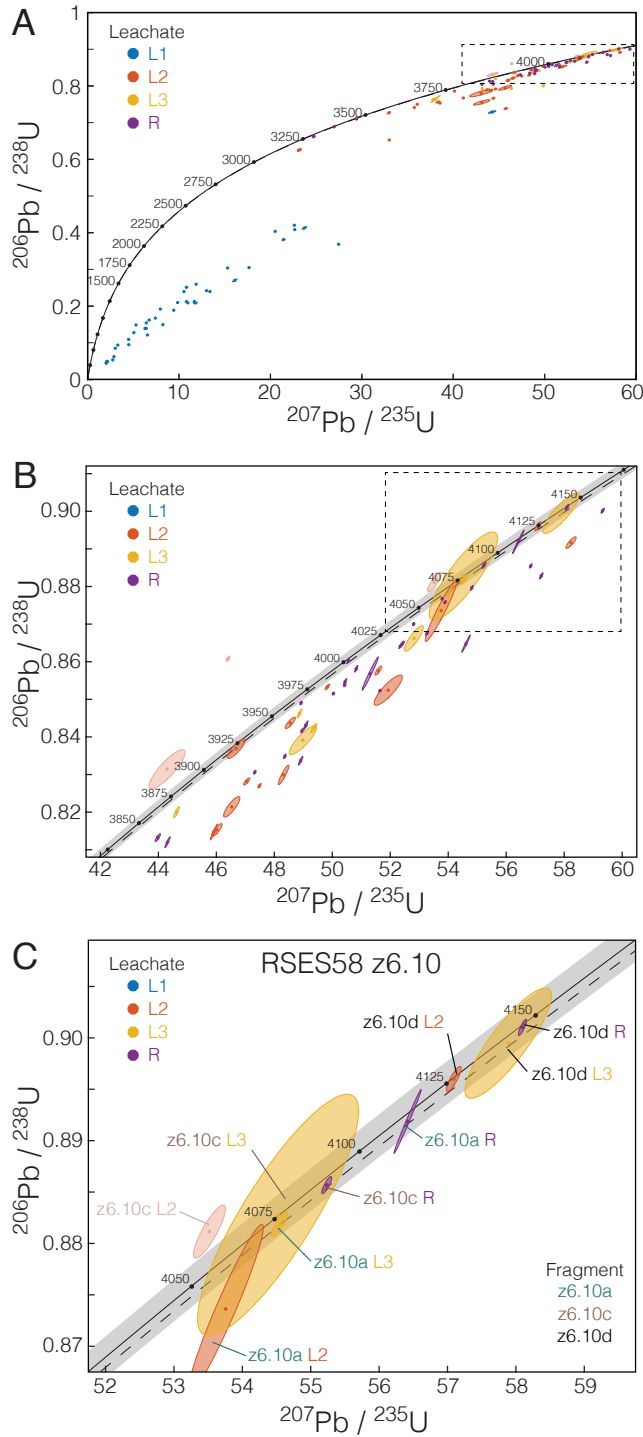 A
Leachate
L1
L2
L3
R
1
0.8
0.6
0.4
0.2
0
206Pb / 238U
4000
3750
3500
3250
3000
2750
2500
2250
2000
1750
1500
0 10 20 30 40 50 60
207Pb / 235U
B
Leachate
L1
L2
L3
R
0.90
0.88
0.86
0.84
0.82
206Pb / 238U
4150
4125
4100
4075
4050
4025
4000
3975
3950
3925
3900
3875
3850
42 44 46 48 50 52 54 56 58 60
207Pb / 235U
C
RSES58 z6.10
Leachate
L1
L2
L3
R
0.90
0.89
0.88
0.87
206Pb / 238U
z6.10d L2
4150
z6.10d R
4125
z6.10d L3
z6.10c L3
4100
z6.10a R
z6.10c R
z6.10c L2
4075
z6.10a L3
4050
z6.10a L2
Fragment
z6.10a
z6.10c
z6.10d
52 53 54 55 56 57 58 59
207Pb / 235U